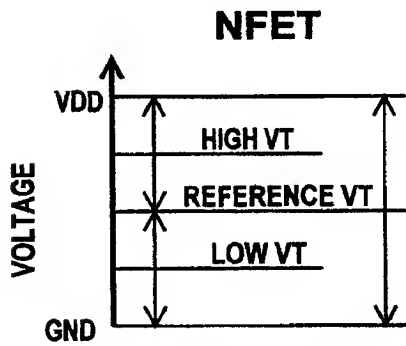 NFET
VDD
HIGH VT
REFERENCE VT
LOW VT
GND
VOLTAGE